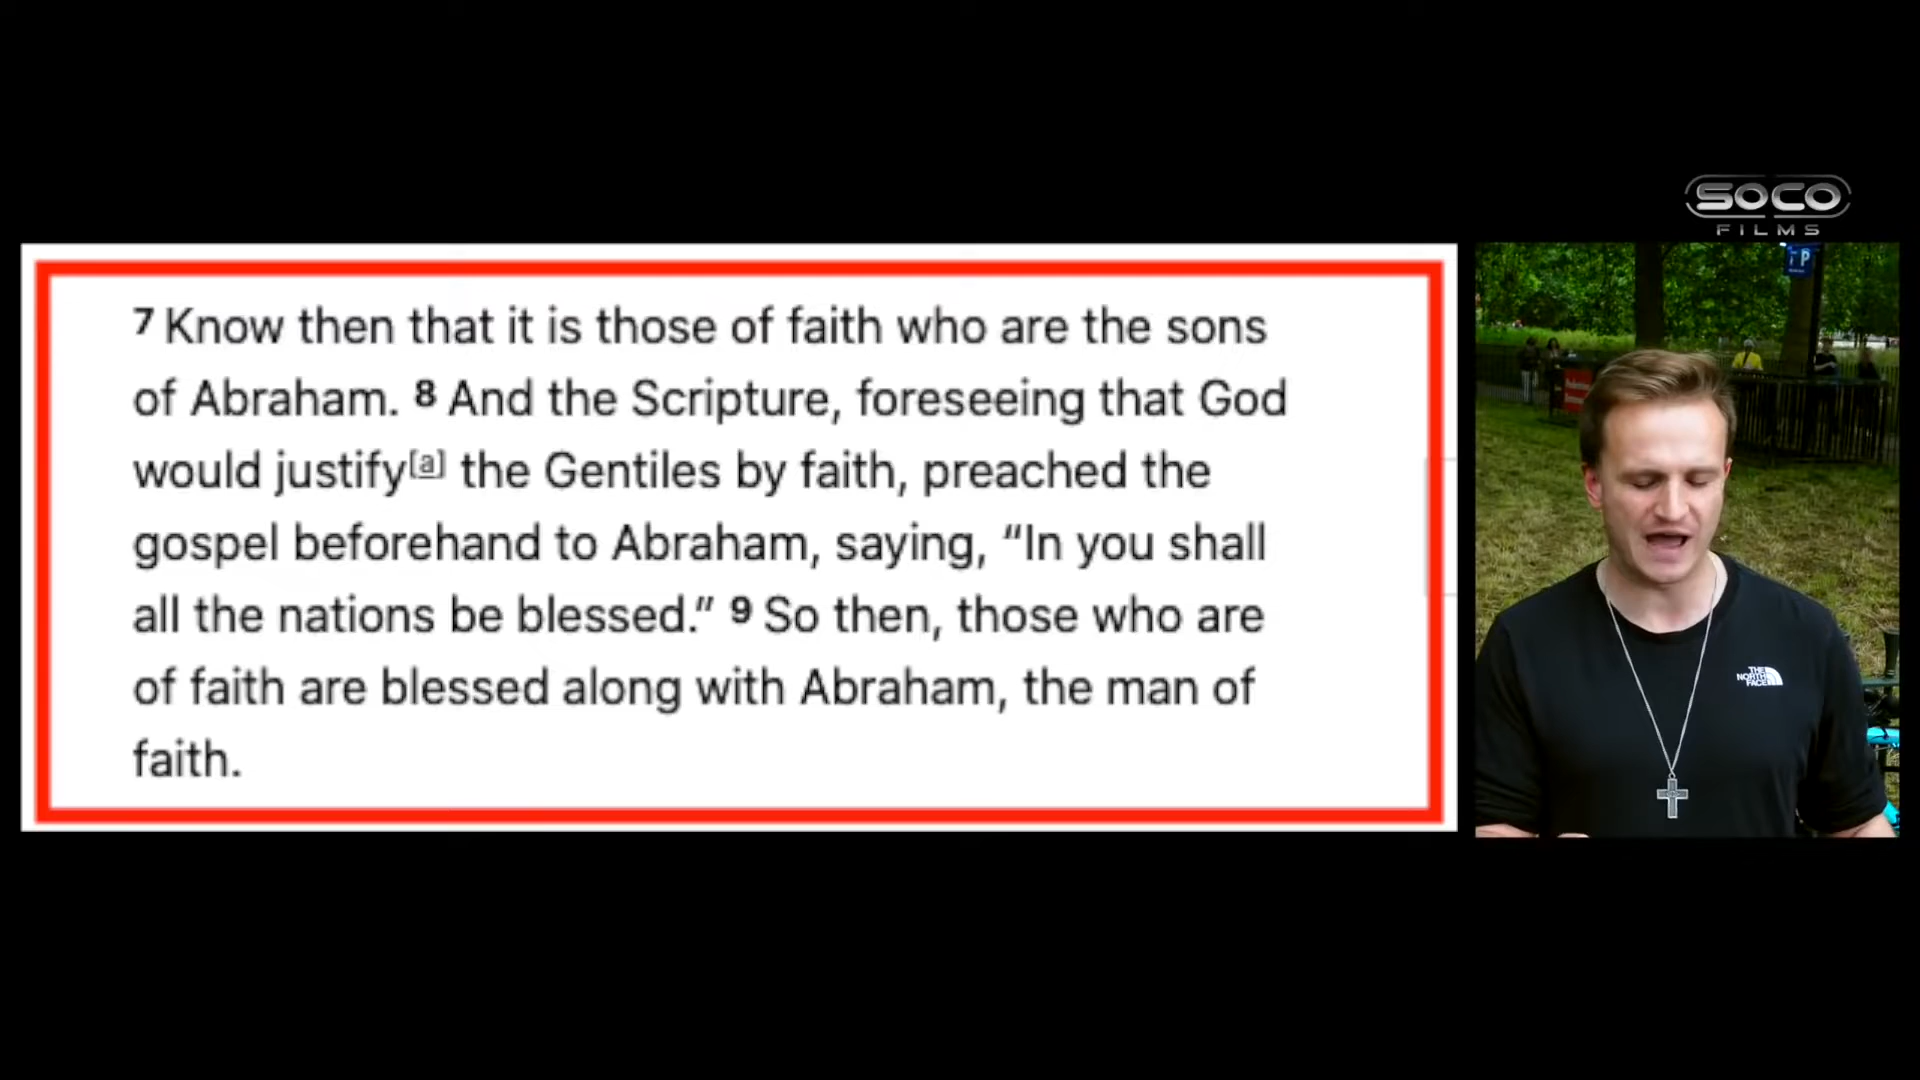 SOCO
FILMS
7 Know then that it is those of faith who are the sons
of Abraham. 8 And the Scripture, foreseeing that God
would justify[a] the Gentiles by faith, preached the
gospel beforehand to Abraham, saying, “In you shall
all the nations be blessed.” 9 So then, those who are
of faith are blessed along with Abraham, the man of
faith.
P
THE
NORTH
FACE